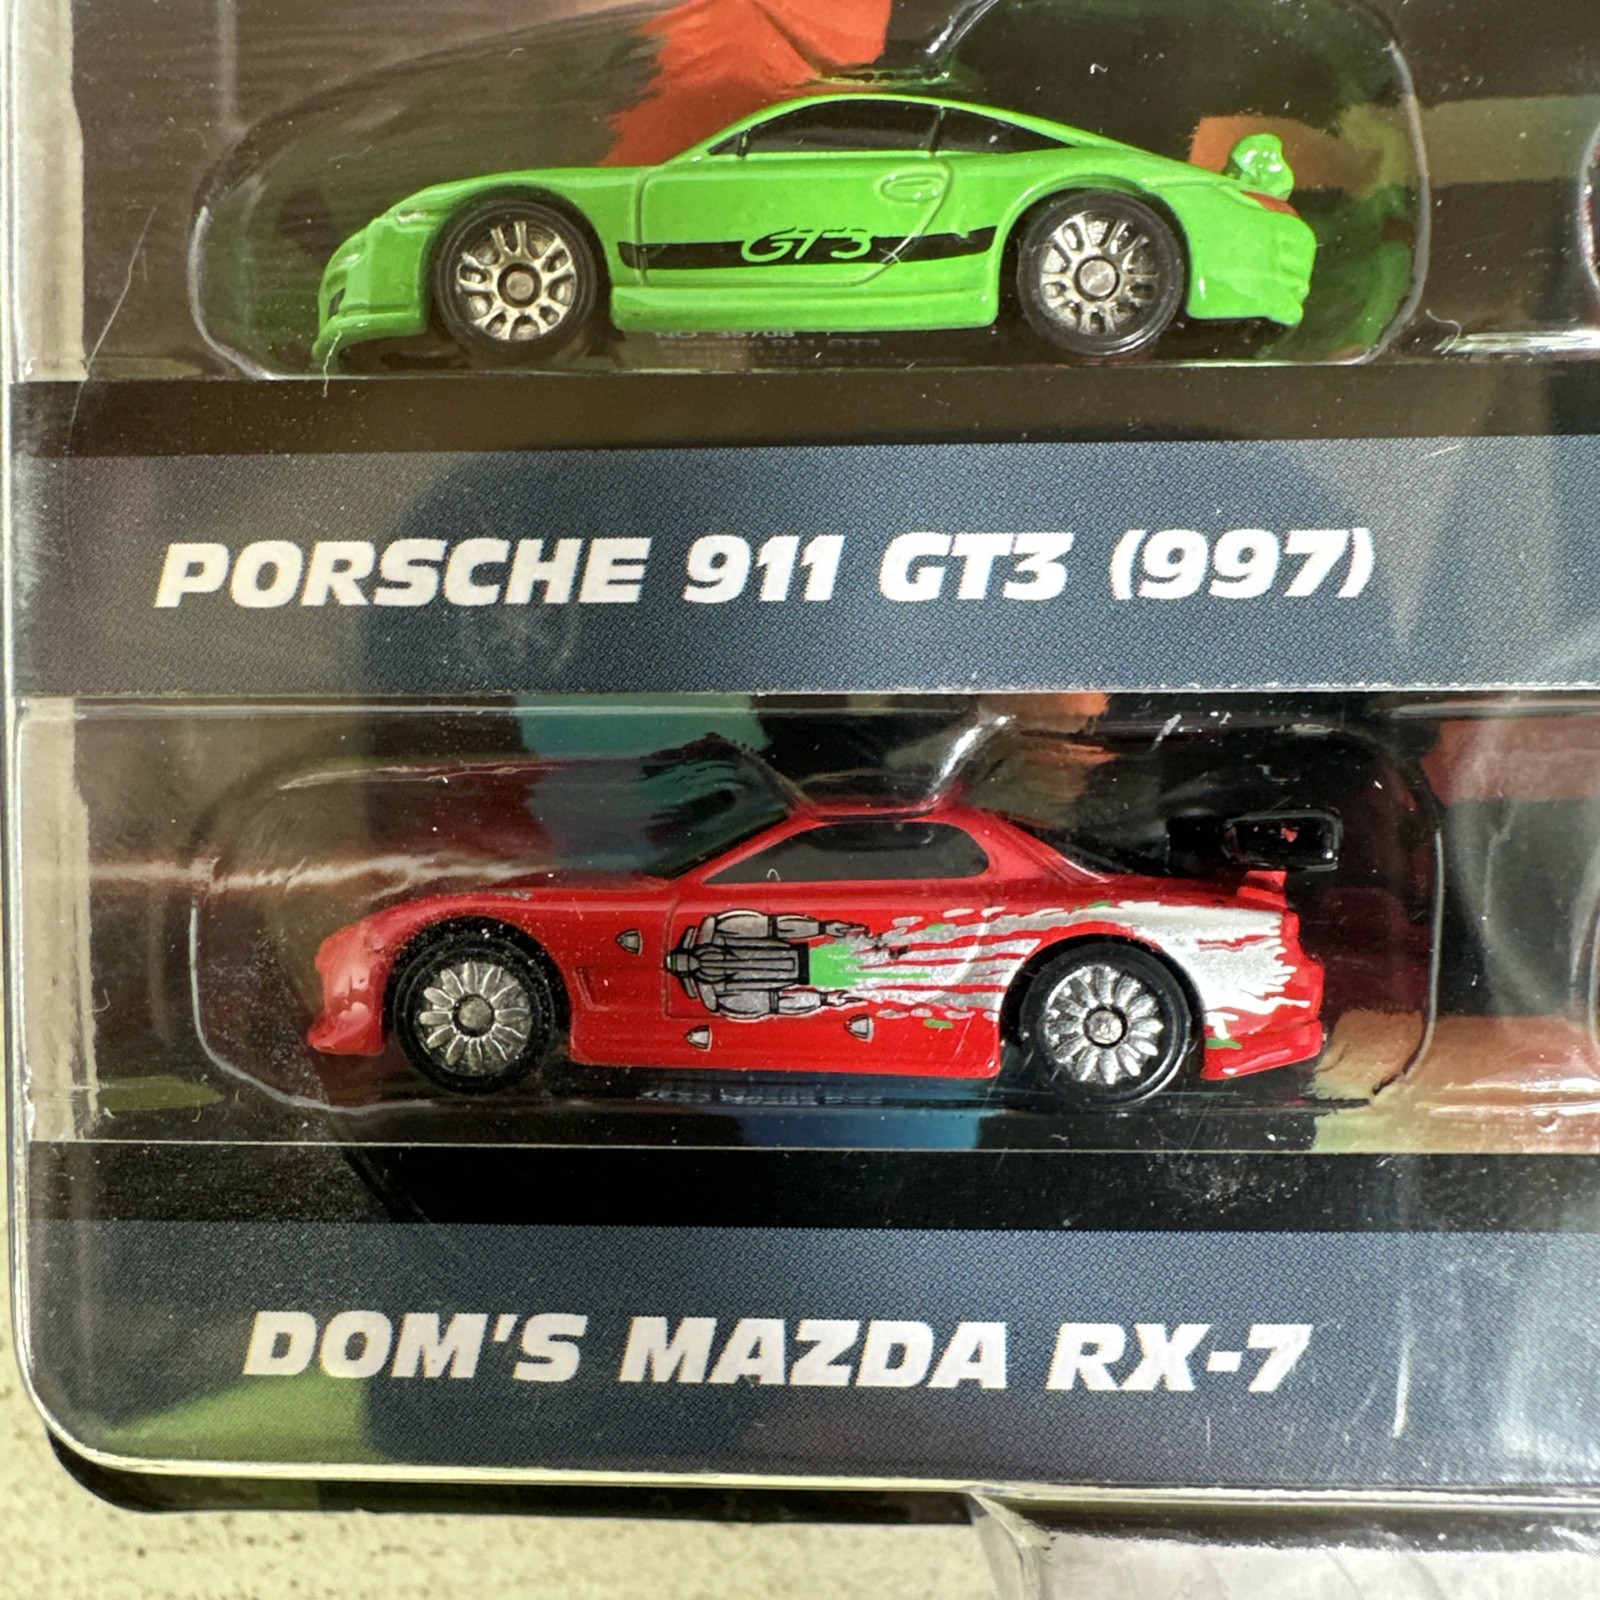 GT3
PORSCHE 911 GT3 (997)
DOM'S MAZDA RX-7